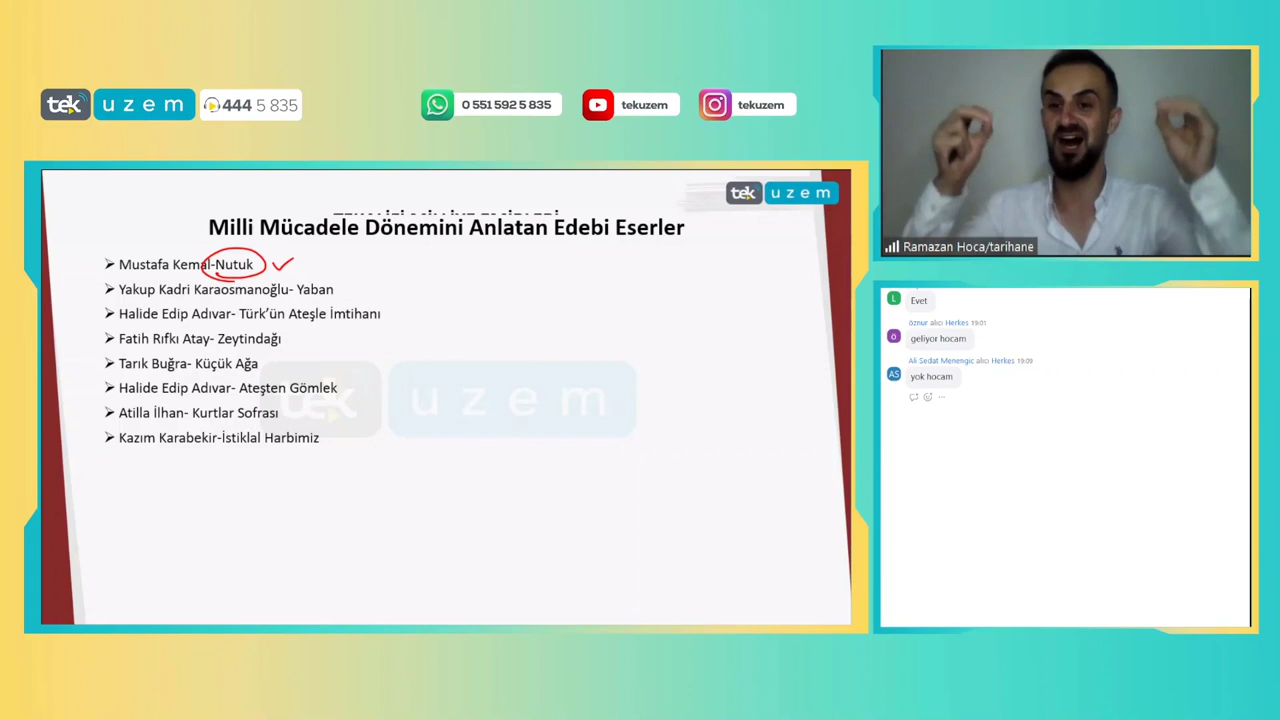 tek uzem 444 5 835
0 551 592 5 835
tekuzem
tekuzem
tek uzem
Milli Mücadele Dönemini Anlatan Edebi Eserler
➢ Mustafa Kemal-Nutuk
➢ Yakup Kadri Karaosmanoğlu- Yaban
➢ Halide Edip Adıvar- Türk’ün Ateşle İmtihanı
➢ Fatih Rıfkı Atay- Zeytindağı
➢ Tarık Buğra- Küçük Ağa
➢ Halide Edip Adıvar- Ateşten Gömlek
➢ Atilla İlhan- Kurtlar Sofrası
➢ Kazım Karabekir-İstiklal Harbimiz
tek uzem
Ramazan Hoca/tarihane
L
Evet
öznur alıcı Herkes 19:01
ö
geliyor hocam
Ali Sedat Menengic alıcı Herkes 19:09
AS
yok hocam